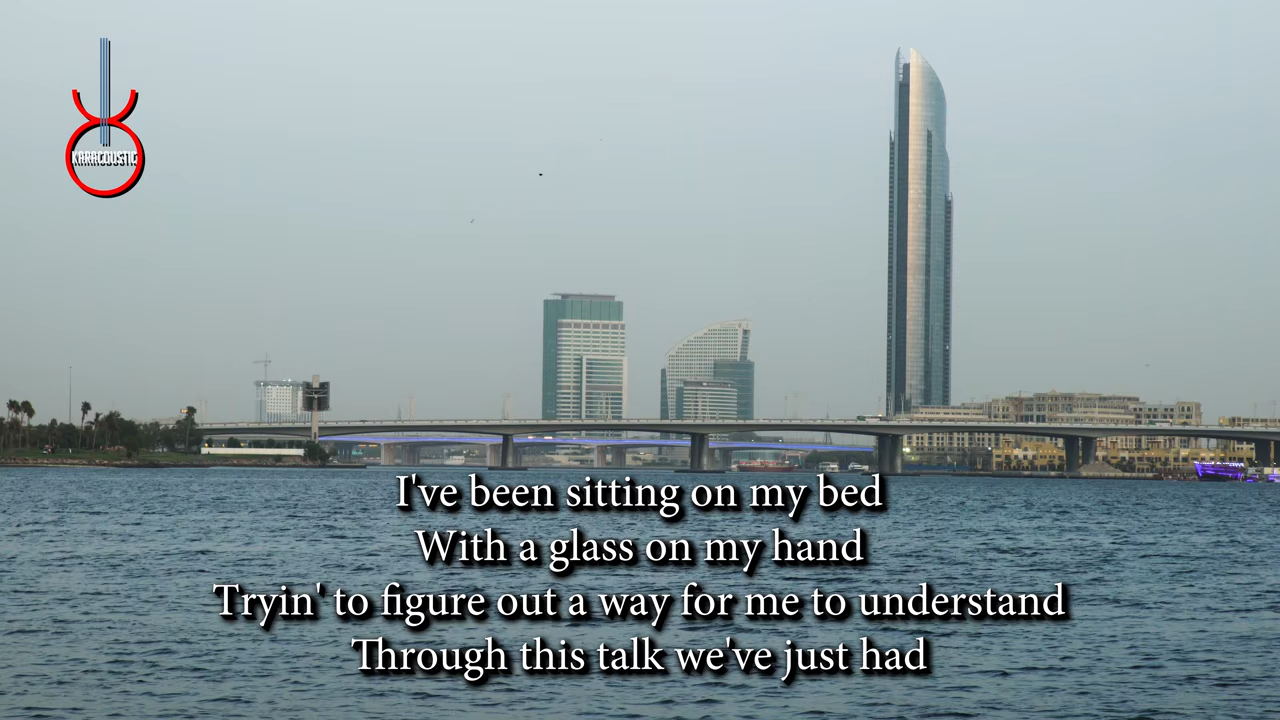 KARACOUSTIC
I've been sitting on my bed
With a glass on my hand
Tryin' to figure out a way for me to understand
Through this talk we've just had